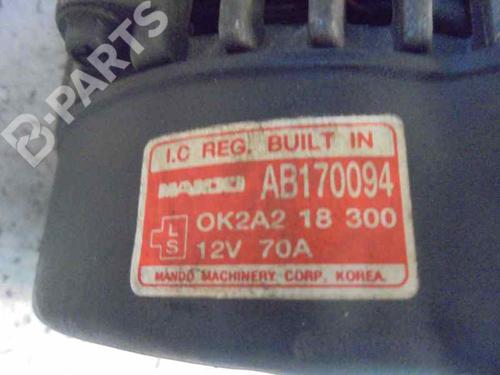 B-PARTS
I.C REG. BUILT IN
MANDO AB170094
L S OK2A2 18 300
12V 70A
MANDO MACHINERY CORP, KOREA.